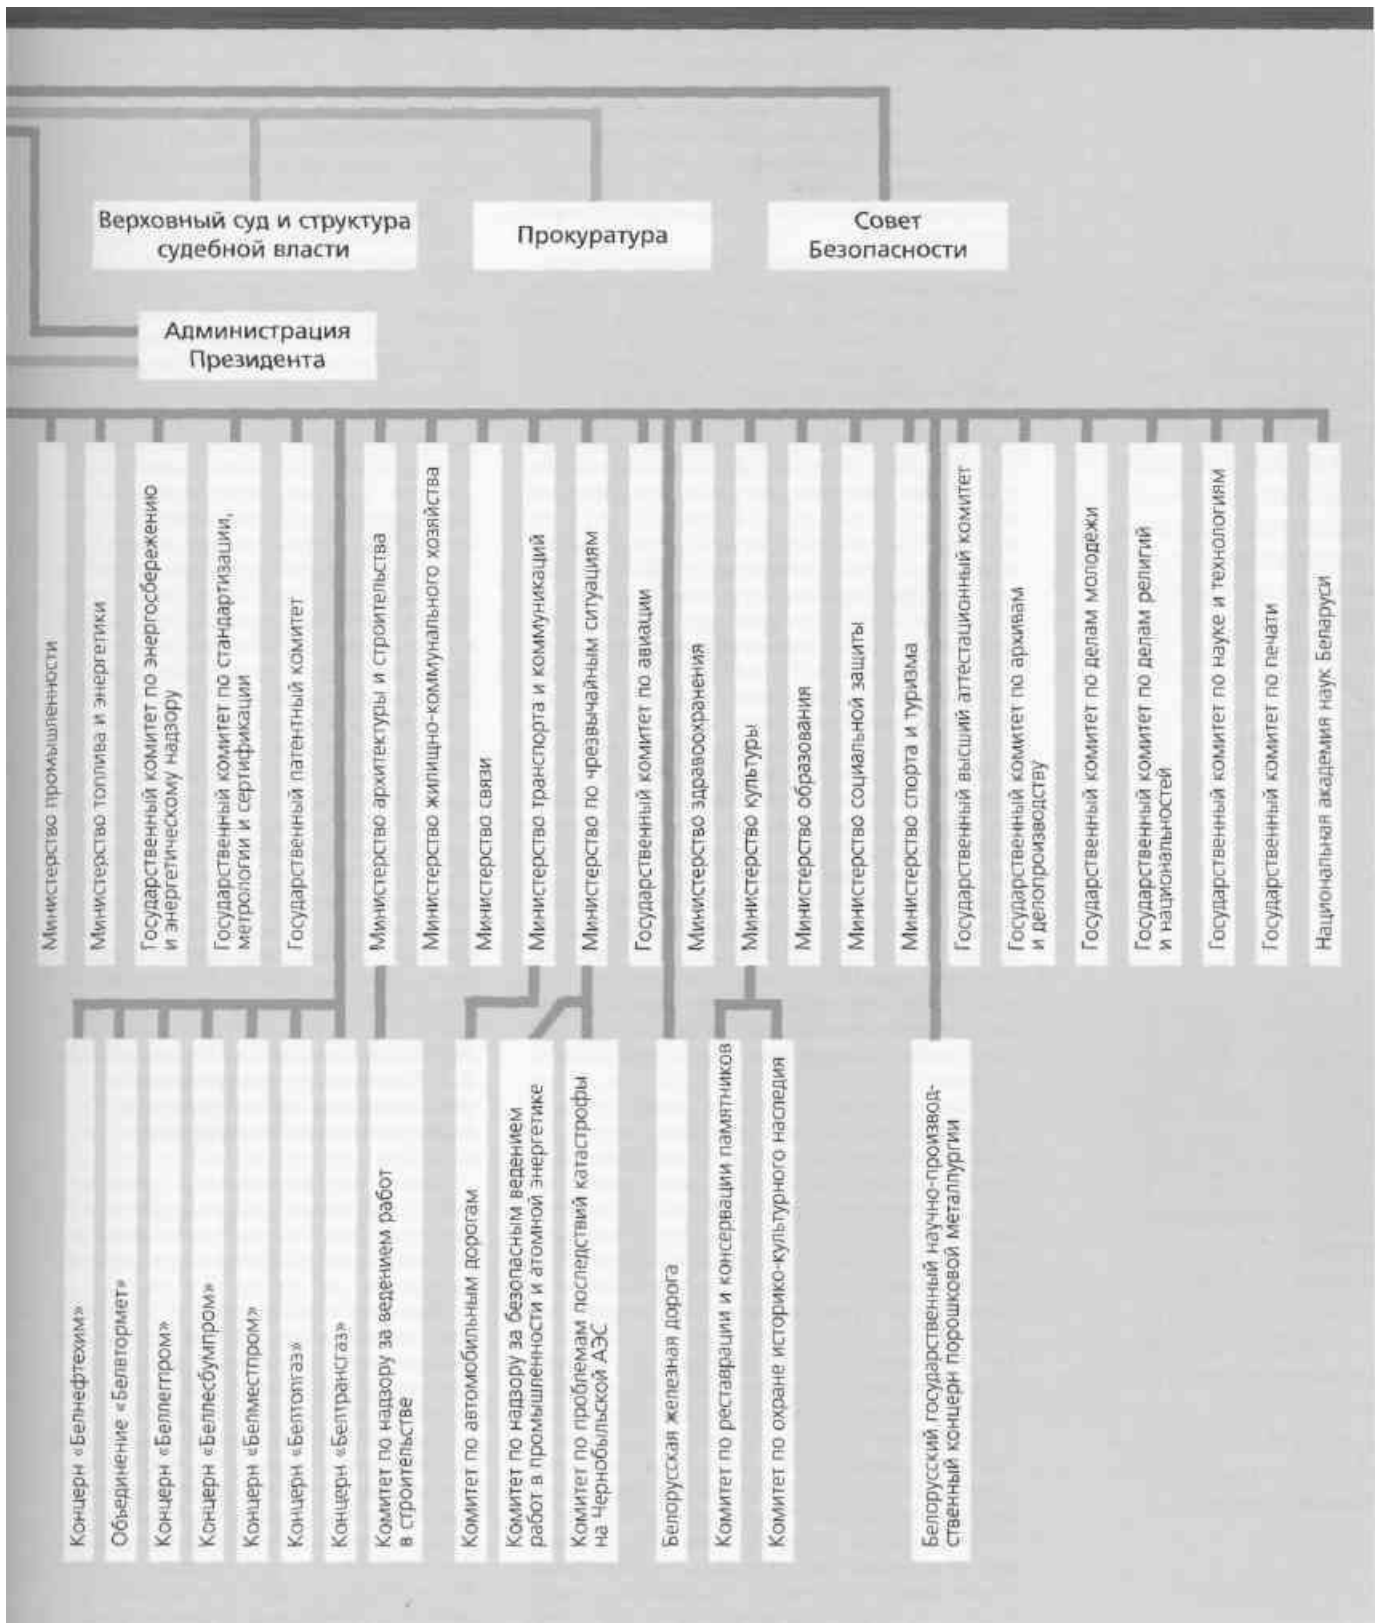 Верховный суд и структура
судебной власти
Прокуратура
Совет
Безопасности
Администрация
Президента
Министерство промышленности
Министерство топлива и энергетики
Государственный комитет по энергосбережению
и энергетическому надзору
Государственный комитет по стандартизации,
метрологии и сертификации
Государственный патентный комитет
Министерство архитектуры и строительства
Министерство жилищно-коммунального хозяйства
Министерство связи
Министерство транспорта и коммуникаций
Министерство по чрезвычайным ситуациям
Государственный комитет по авиации
Министерство здравоохранения
Министерство культуры
Министерство образования
Министерство социальной защиты
Министерство спорта и туризма
Государственный высший аттестационный комитет
Государственный комитет по архивам
и делопроизводству
Государственный комитет по делам молодежи
Государственный комитет по делам религий
и национальностей
Государственный комитет по науке и технологиям
Государственный комитет по печати
Национальная академия наук Беларуси
Концерн «Белнефтехим»
Объединение «Белвтормет»
Концерн «Беллегпром»
Концерн «Беллесбумпром»
Концерн «Белместпром»
Концерн «Белтопгаз»
Концерн «Белтрансгаз»
Комитет по надзору за ведением работ
в строительстве
Комитет по автомобильным дорогам
Комитет по надзору за безопасным ведением
работ в промышленности и атомной энергетике
Комитет по проблемам последствий катастрофы
на Чернобыльской АЭС
Белорусская железная дорога
Комитет по реставрации и консервации памятников
Комитет по охране историко-культурного наследия
Белорусский государственный научно-производ-
ственный концерн порошковой металлургии